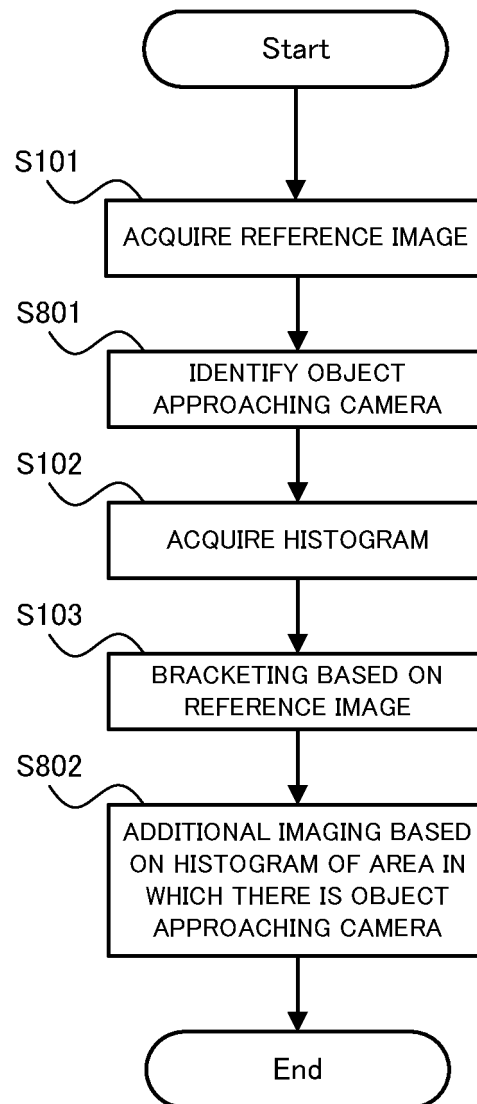 Start
S101
ACQUIRE REFERENCE IMAGE
S801
IDENTIFY OBJECT
APPROACHING CAMERA
S102
ACQUIRE HISTOGRAM
S103
BRACKETING BASED ON
REFERENCE IMAGE
S802
ADDITIONAL IMAGING BASED
ON HISTOGRAM OF AREA IN
WHICH THERE IS OBJECT
APPROACHING CAMERA
End